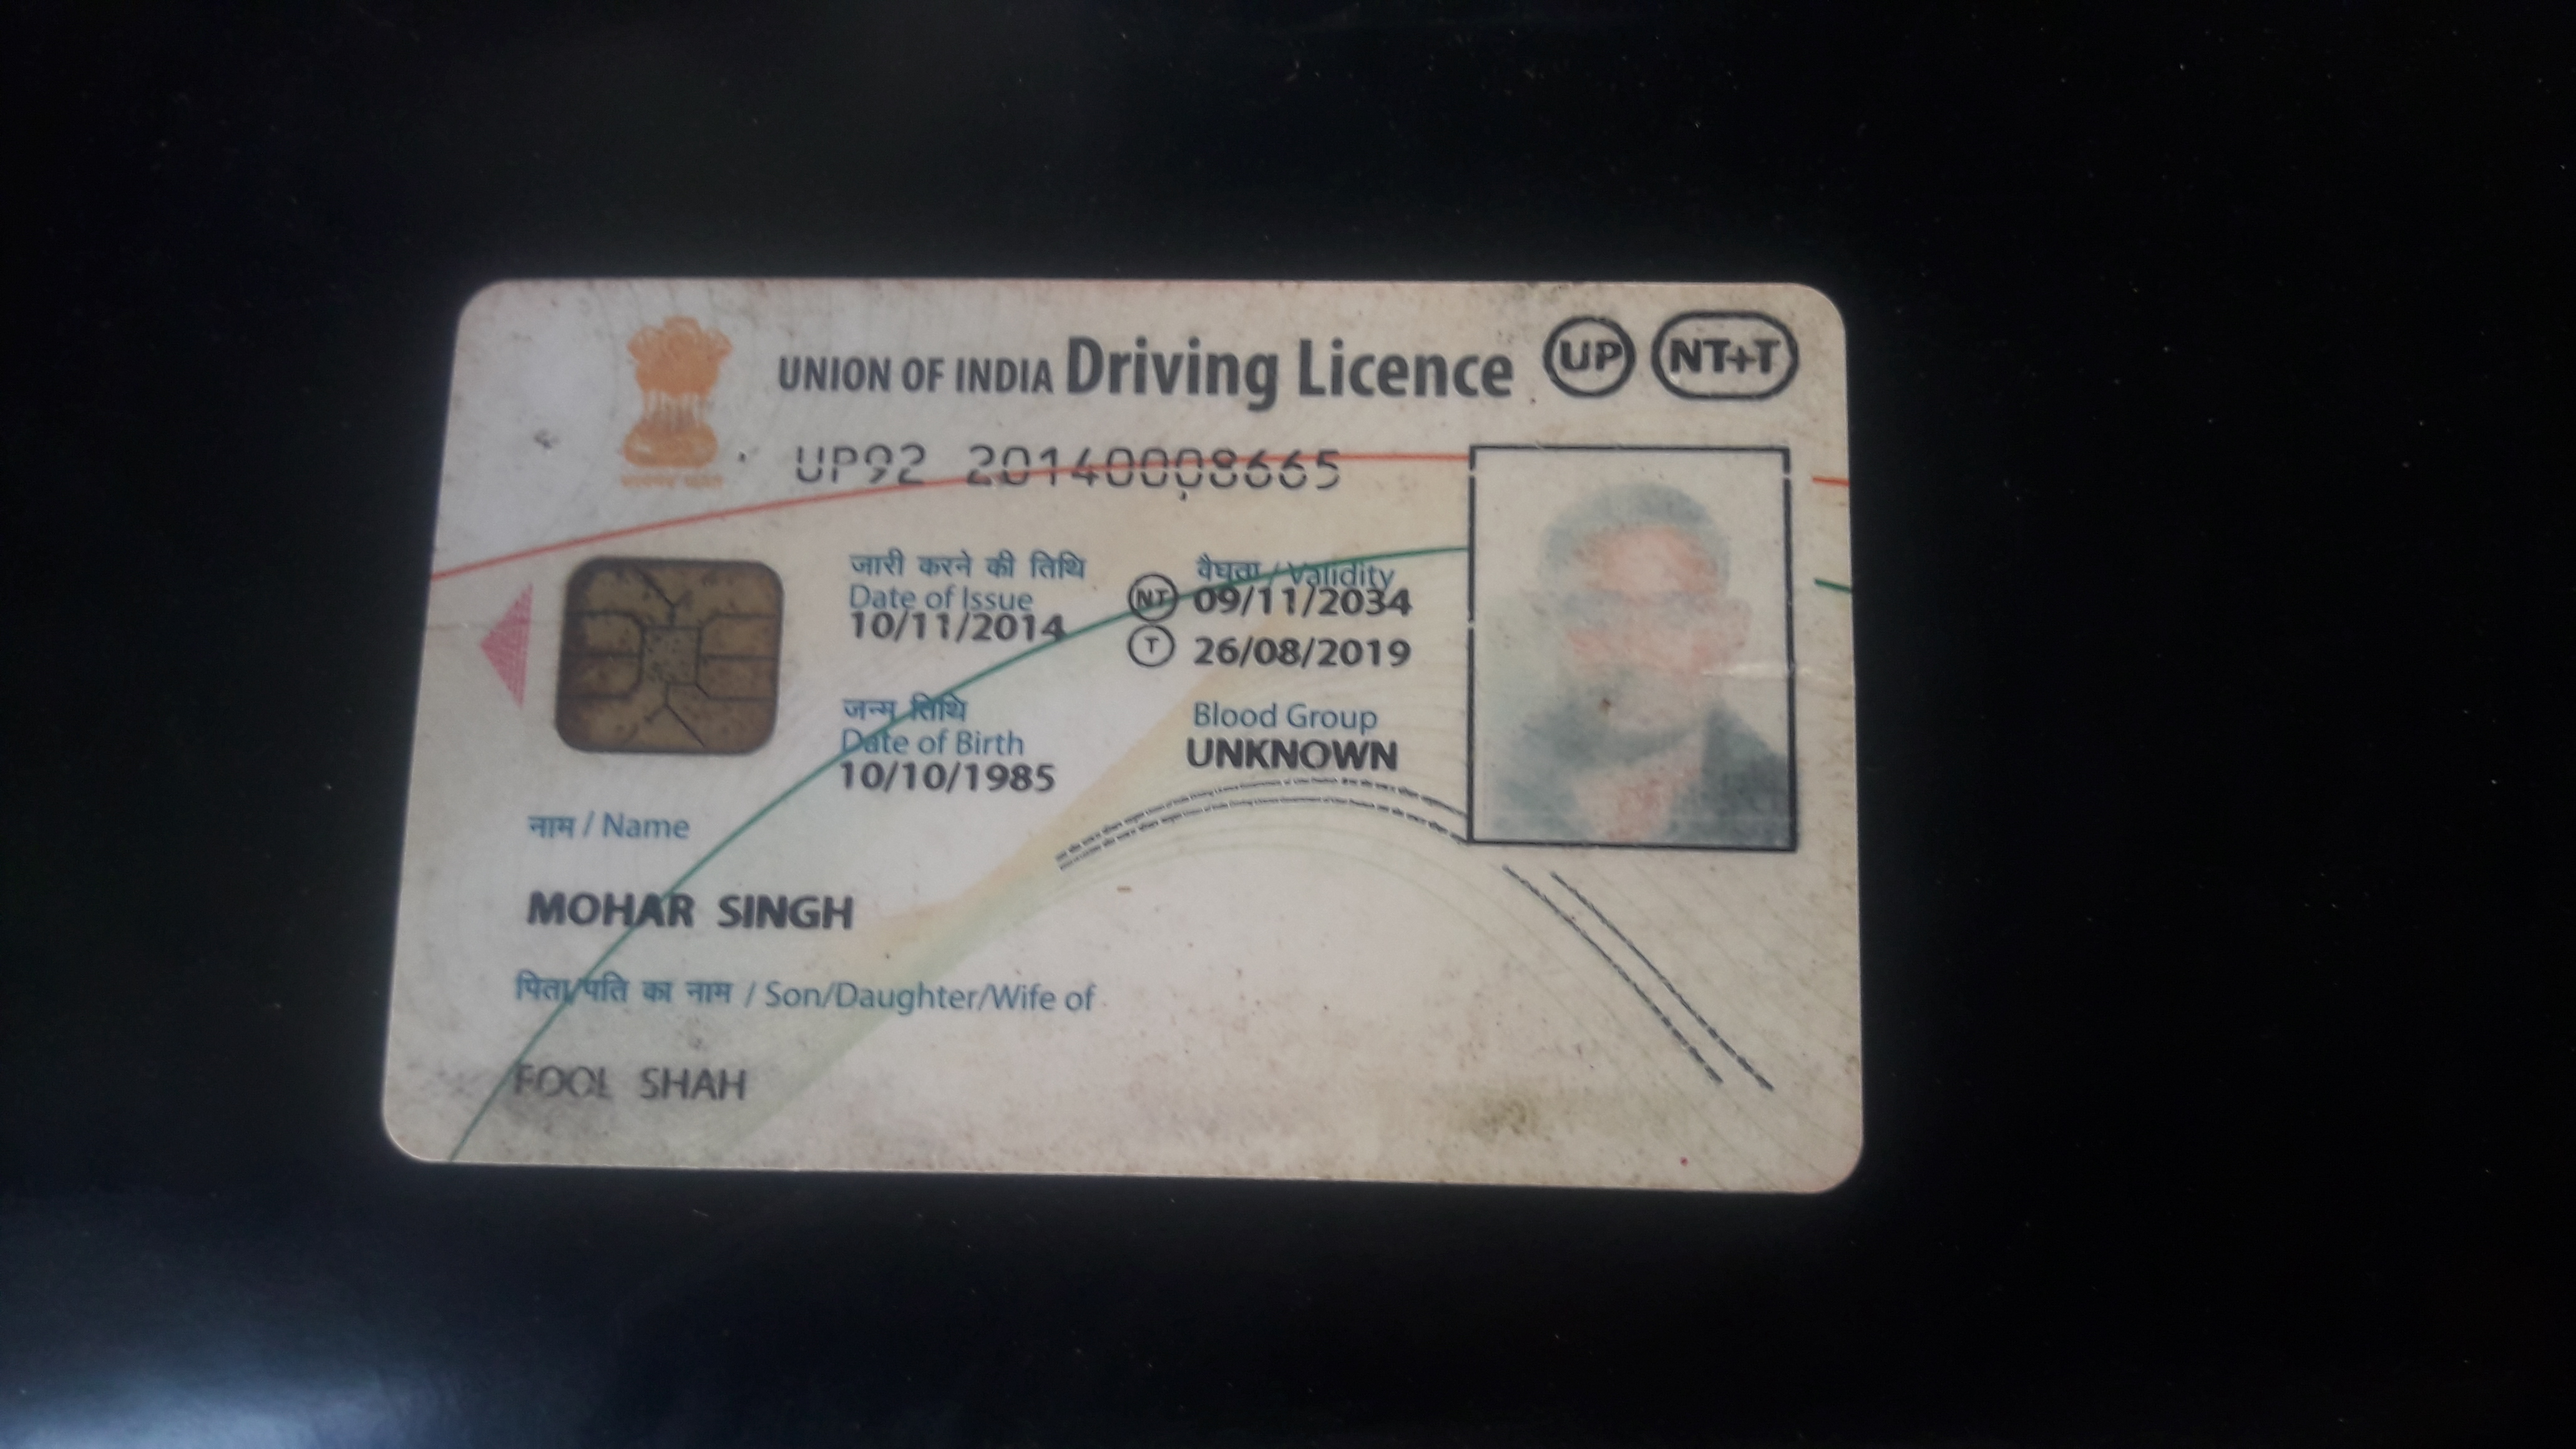 UNION OF INDIA Driving Licence UP NT+T
UP92 20140008665
जारी करने की तिथि वैधता / Validity
Date of Issue NT 09/11/2034
10/11/2014 T 26/08/2019
जन्म तिथि Blood Group
Date of Birth UNKNOWN
10/10/1985
नाम / Name
MOHAR SINGH
पिता/पति का नाम / Son/Daughter/Wife of
FOOL SHAH